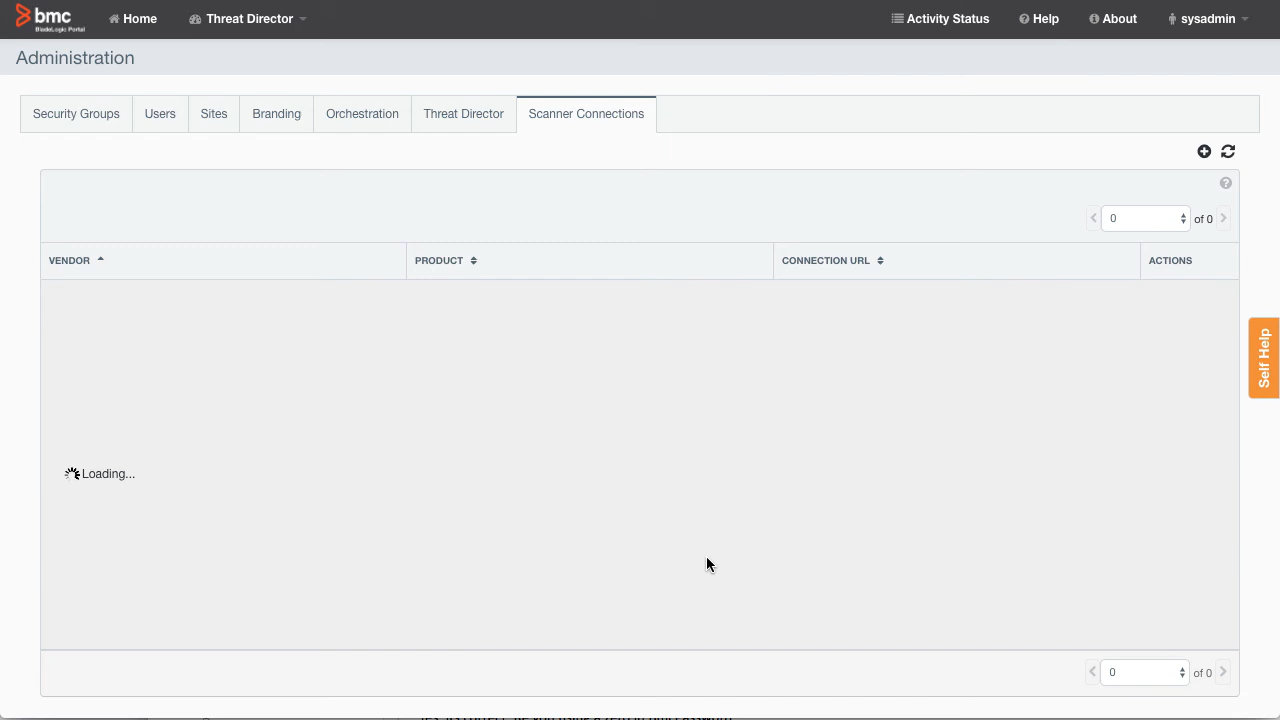 bmc Home Threat Director Activity Status Help About sysadmin
BladeLogic Portal
Administration
Security Groups Users Sites Branding Orchestration Threat Director Scanner Connections
0 of 0
VENDOR PRODUCT CONNECTION URL ACTIONS
Self Help
Loading...
0 of 0